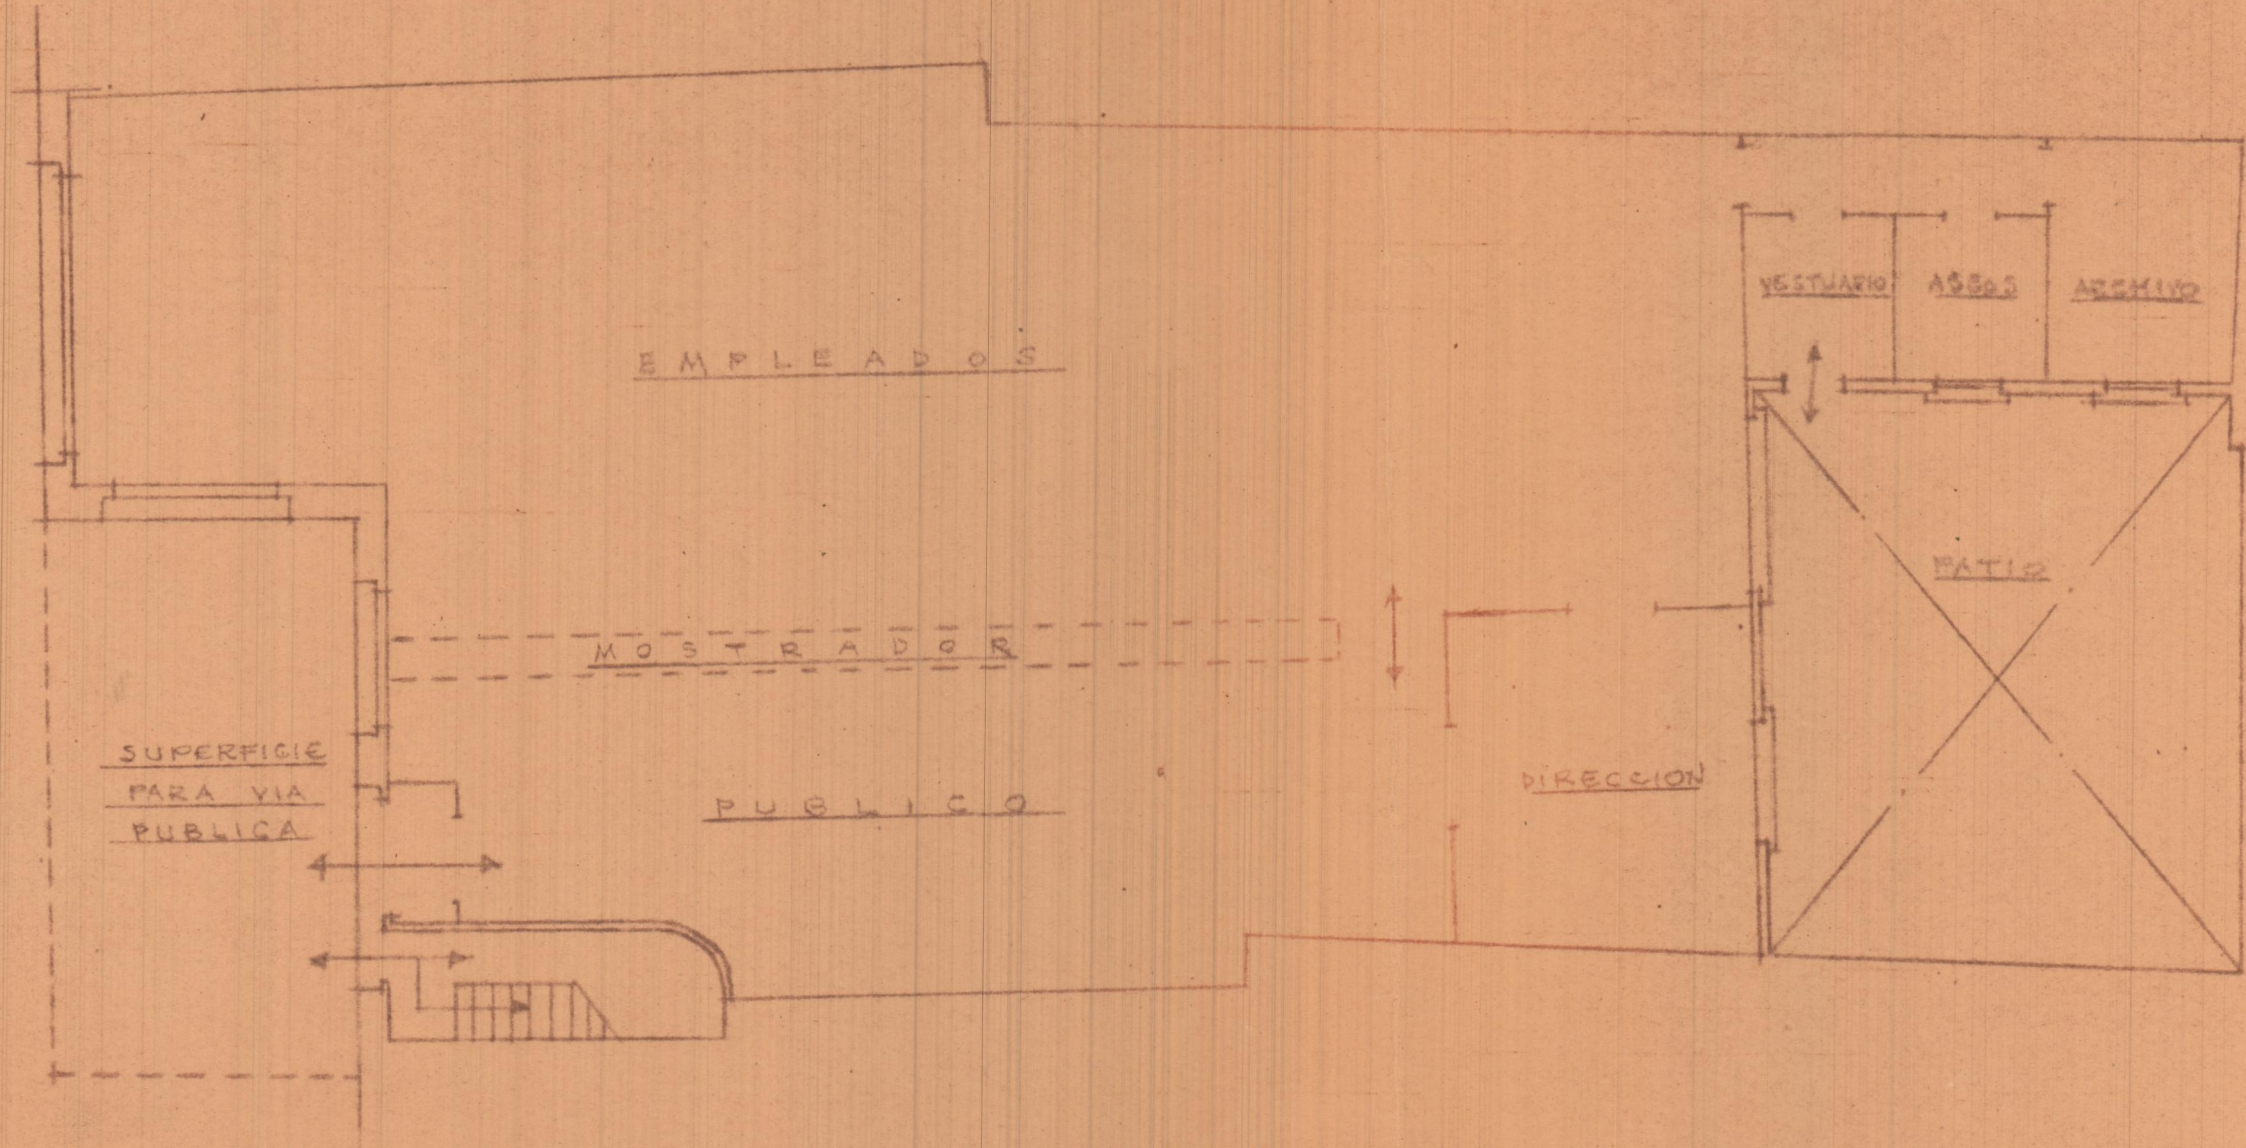 VESTUARIO
ASEOS
ARCHIVO
EMPLEADOS
PATIO
MOSTRADOR
SUPERFICIE
PARA VIA
PUBLICA
DIRECCION
PUBLICO